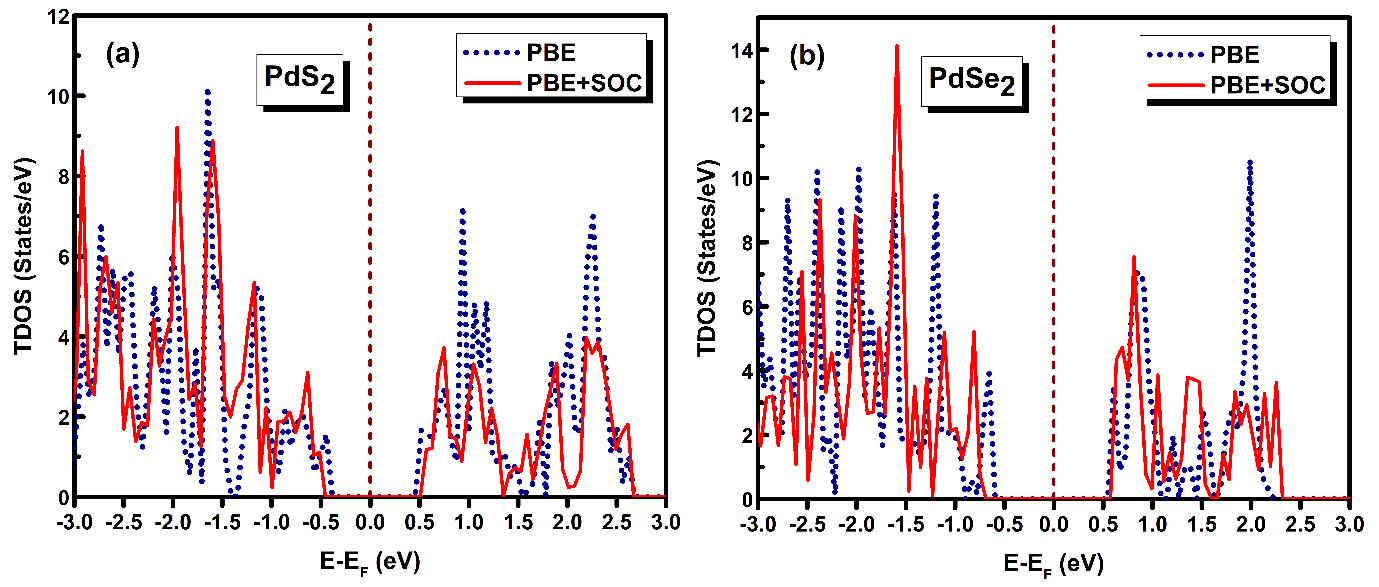 (a)
PdS2
PBE
PBE+SOC
12
10
8
6
4
2
0
TDOS (States/eV)
-3.0 -2.5 -2.0 -1.5 -1.0 -0.5 0.0 0.5 1.0 1.5 2.0 2.5 3.0
E-EF (eV)
(b)
PdSe2
PBE
PBE+SOC
14
12
10
8
6
4
2
0
TDOS (States/eV)
-3.0 -2.5 -2.0 -1.5 -1.0 -0.5 0.0 0.5 1.0 1.5 2.0 2.5 3.0
E-EF (eV)